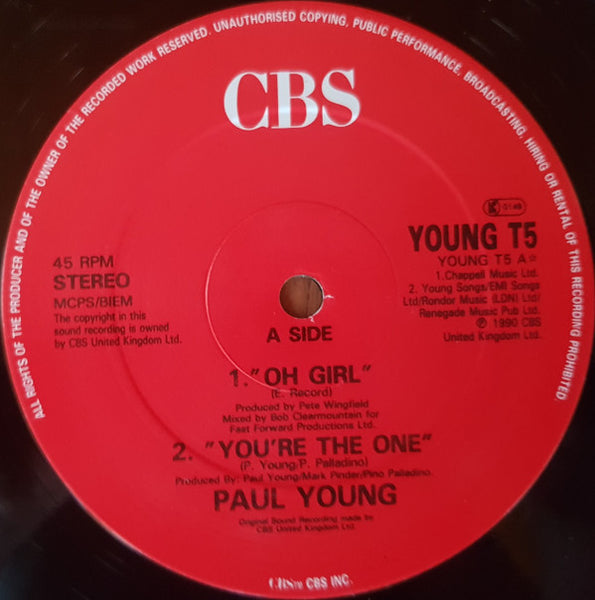 ALL RIGHTS OF THE PRODUCER AND OF THE OWNER OF THE RECORDED WORK RESERVED. UNAUTHORISED COPYING, PUBLIC PERFORMANCE, BROADCASTING, HIRING OR RENTAL OF THIS RECORDING PROHIBITED.
CBS
45 RPM
STEREO
MCPS/BIEM
The copyright in this
sound recording is owned
by CBS United Kingdom Ltd.
K 0149
YOUNG T5
YOUNG T5 A☆
1.Chappell Music Ltd.
2. Young Songs/EMI Songs
Ltd/Rondor Music (LDN) Ltd/
Renegade Music Pub Ltd.
℗ 1990 CBS
United Kingdom Ltd.
A SIDE
1."OH GIRL"
(E. Record)
Produced by Pete Wingfield
Mixed by Bob Clearmountain for
Fast Forward Productions Ltd.
2. "YOU'RE THE ONE"
(P. Young/P. Palladino)
Produced By: Paul Young/Mark Pinder/Pino Palladino.
PAUL YOUNG
Original Sound Recording made by
CBS United Kingdom Ltd.
CBS TM CBS INC.